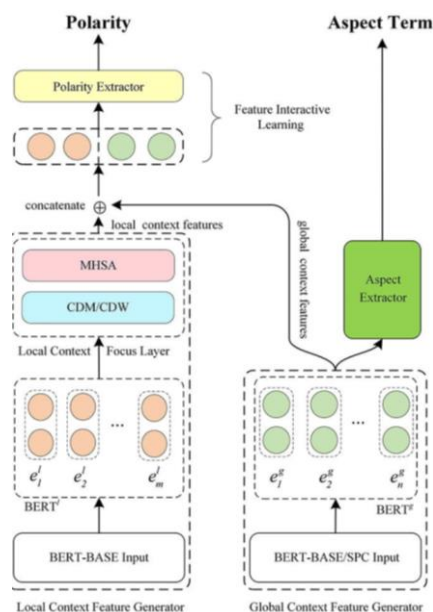 Polarity
Aspect Term
Polarity Extractor
Feature Interactive
Learning
concatenate
local context features
global context features
MHSA
CDM/CDW
Aspect
Extractor
Local Context Focus Layer
...
e₁ˡ e₂ˡ eₘˡ
BERTˡ
...
e₁ᵍ e₂ᵍ eₙᵍ
BERTᵍ
BERT-BASE Input
BERT-BASE/SPC Input
Local Context Feature Generator
Global Context Feature Generator